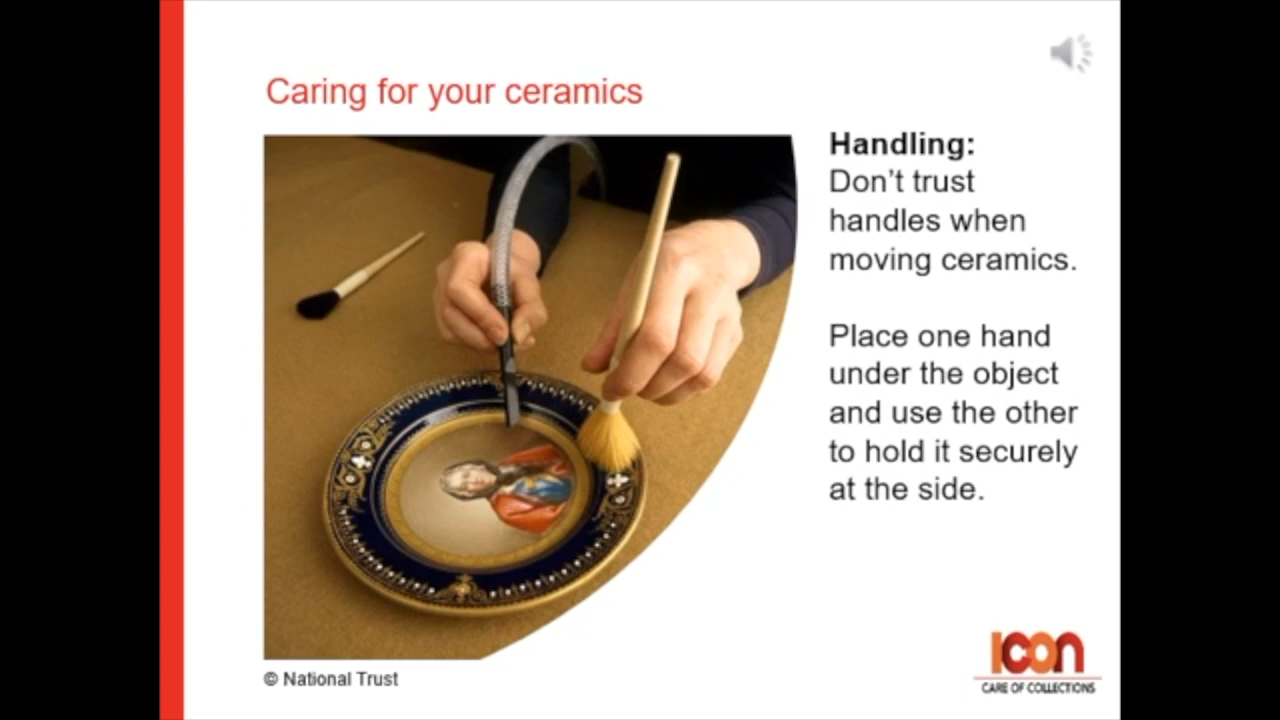 Caring for your ceramics
Handling:
Don't trust
handles when
moving ceramics.
Place one hand
under the object
and use the other
to hold it securely
at the side.
© National Trust
icon
CARE OF COLLECTIONS